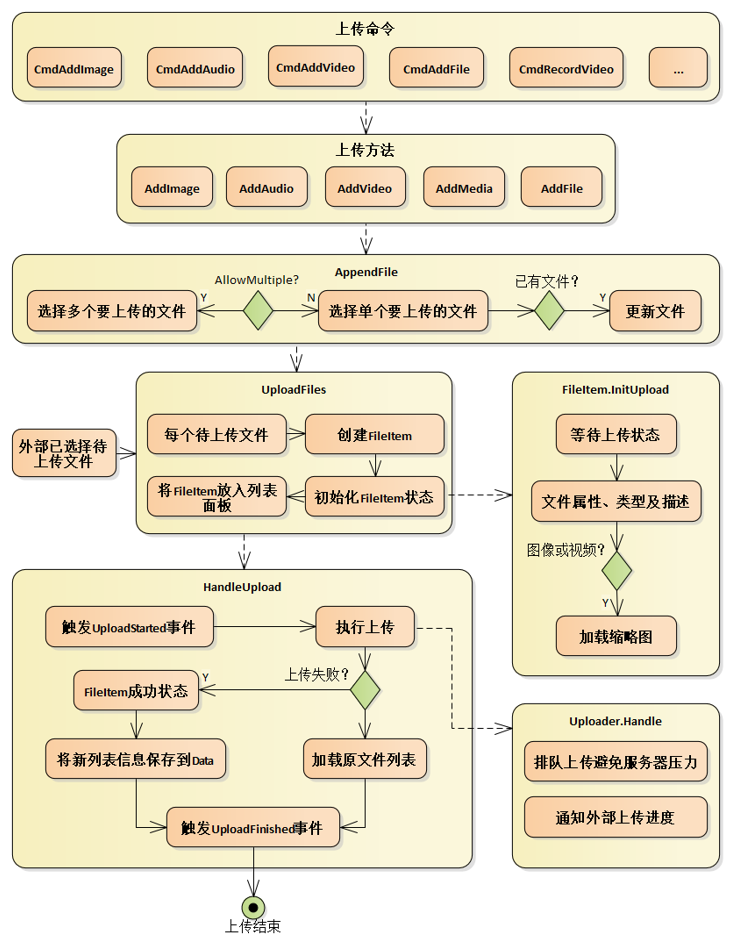 上传命令
CmdAddImage
CmdAddAudio
CmdAddVideo
CmdAddFile
CmdRecordVideo
...
上传方法
AddImage
AddAudio
AddVideo
AddMedia
AddFile
AppendFile
AllowMultiple?
已有文件?
Y
N
Y
选择多个要上传的文件
选择单个要上传的文件
更新文件
UploadFiles
每个待上传文件
创建FileItem
外部已选择待
上传文件
将FileItem放入列表
面板
初始化FileItem状态
FileItem.InitUpload
等待上传状态
文件属性、类型及描述
图像或视频?
Y
加载缩略图
HandleUpload
触发UploadStarted事件
执行上传
上传失败?
Y
FileItem成功状态
将新列表信息保存到Data
加载原文件列表
触发UploadFinished事件
Uploader.Handle
排队上传避免服务器压力
通知外部上传进度
上传结束